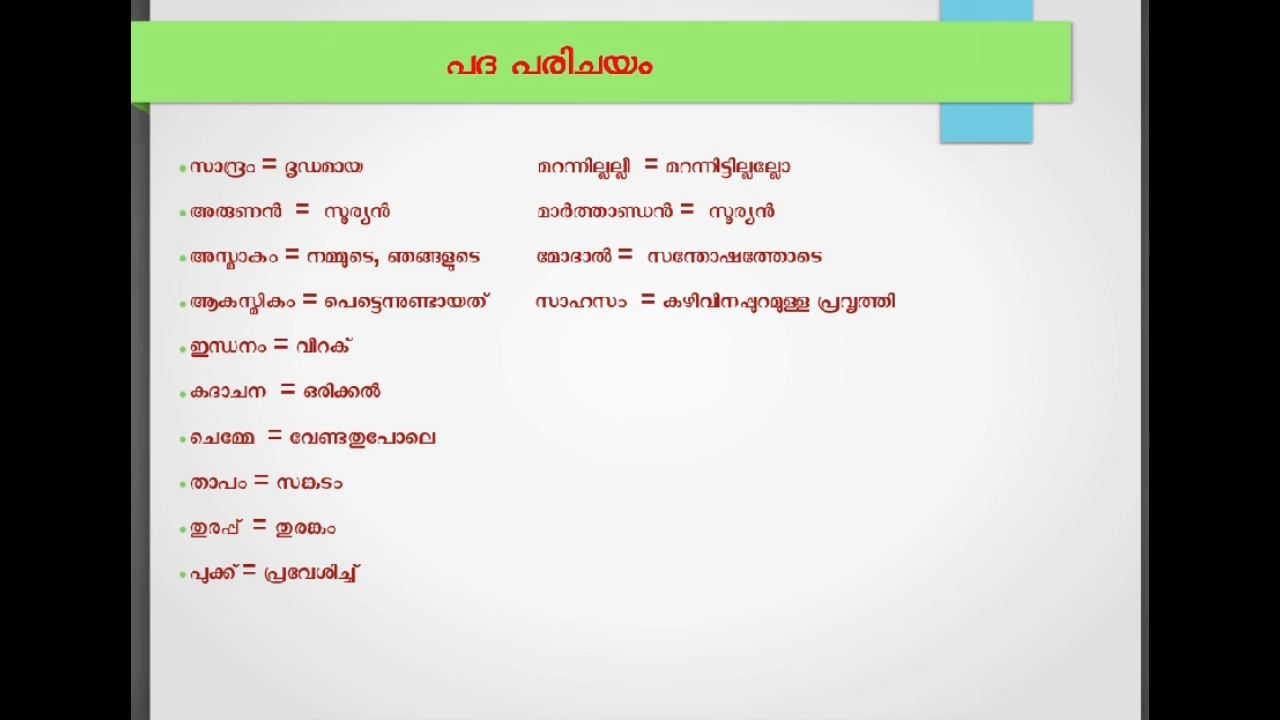 പദ പരിചയം
സാന്ദ്രം = ദൃഢമായ മറന്നില്ലല്ലീ = മറന്നിട്ടില്ലല്ലോ
അരുണൻ = സൂര്യൻ മാർത്താണ്ഡൻ = സൂര്യൻ
അസ്മാകം = നമ്മുടെ, ഞങ്ങളുടെ മോദാൽ = സന്തോഷത്തോടെ
ആകസ്മികം = പെട്ടെന്നുണ്ടായത് സാഹസം = കഴിവിനപ്പുറമുള്ള പ്രവൃത്തി
ഇന്ധനം = വിറക്
കദാചന = ഒരിക്കൽ
ചെമ്മേ = വേണ്ടതുപോലെ
താപം = സങ്കടം
തുരപ്പ് = തുരങ്കം
പുക്ക് = പ്രവേശിച്ച്